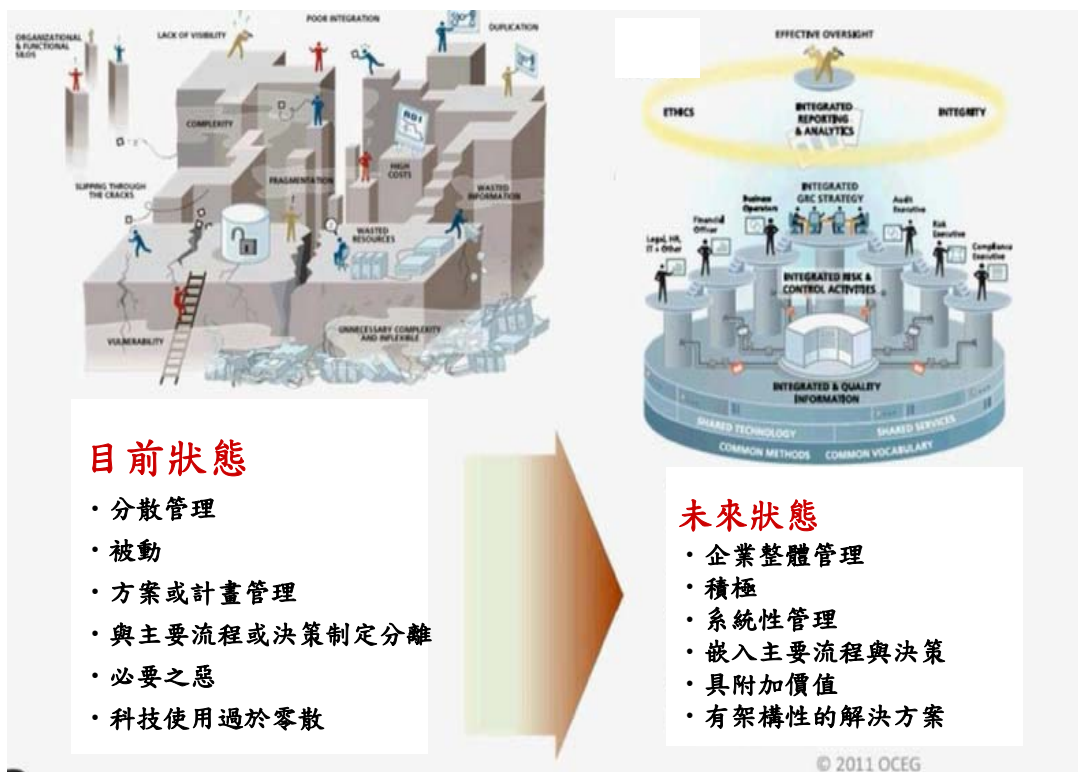 ORGANIZATIONAL
& FUNCTIONAL
SILOS
LACK OF VISIBILITY
POOR INTEGRATION
DUPLICATION
COMPLEXITY
ROI
HIGH
COSTS
SLIPPING THROUGH
THE CRACKS
FRAGMENTATION
WASTED
INFORMATION
WASTED
RESOURCES
VULNERABILITY
UNNECESSARY COMPLEXITY
AND INFLEXIBLE
EFFECTIVE OVERSIGHT
ETHICS
INTEGRATED
REPORTING
& ANALYTICS
INTEGRITY
INTEGRATED
GRC STRATEGY
Business
Operators
Audit
Executive
Financial
Officer
Risk
Executive
Legal, HR,
IT + Other
Compliance
Executive
INTEGRATED RISK &
CONTROL ACTIVITIES
INTEGRATED & QUALITY
INFORMATION
SHARED TECHNOLOGY
SHARED SERVICES
COMMON METHODS
COMMON VOCABULARY
目前狀態
・分散管理
・被動
・方案或計畫管理
・與主要流程或決策制定分離
・必要之惡
・科技使用過於零散
未來狀態
・企業整體管理
・積極
・系統性管理
・嵌入主要流程與決策
・具附加價值
・有架構性的解決方案
© 2011 OCEG